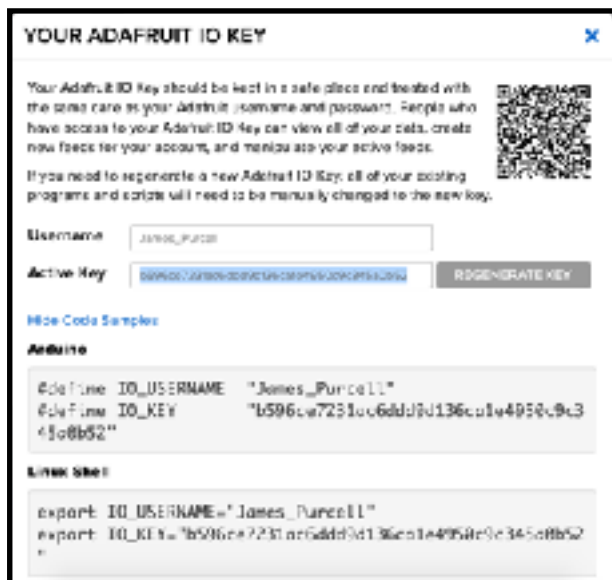 YOUR ADAFRUIT IO KEY
Your Adafruit IO Key should be kept in a safe place and treated with
the same care as your Adafruit username and password. People who
have access to your Adafruit IO Key can view all of your data, create
new feeds for your account, and manipulate your active feeds.
If you need to regenerate a new Adafruit IO Key, all of your existing
programs and scripts will need to be manually changed to the new key.
Username James_Purcell
Active Key REGENERATE KEY
Hide Code Samples
Arduino
#define IO_USERNAME "James_Purcell"
#define IO_KEY
Linux Shell
export IO_USERNAME="James_Purcell"
export IO_KEY=